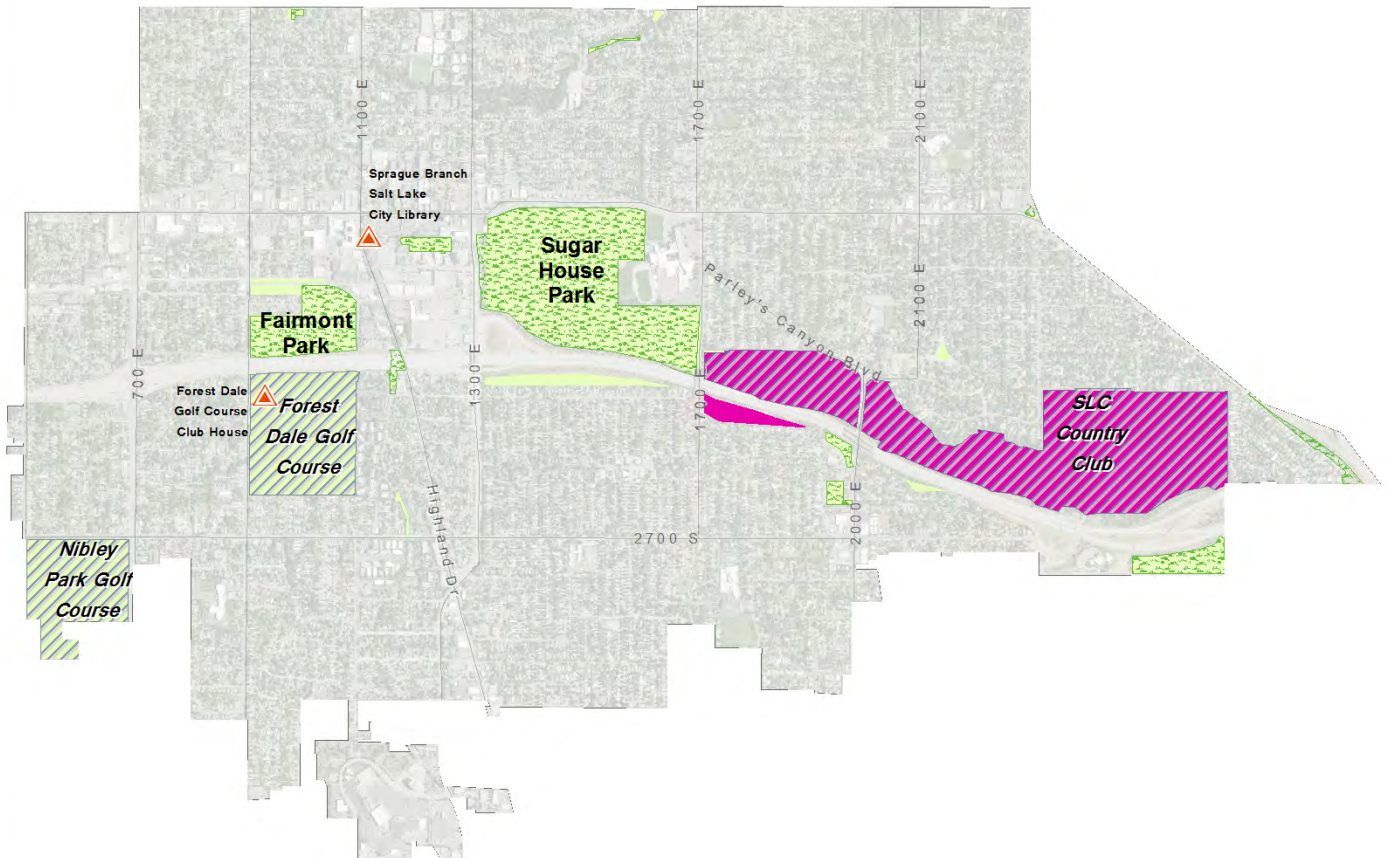 1100 E
1700 E
2100 E
Sprague Branch
Salt Lake
City Library
Sugar
House
Park
Parley's Canyon Blvd
2100 E
Fairmont
Park
700 E
1300 E
1700 E
Forest Dale
Golf Course
Club House
Forest
Dale Golf
Course
SLC
Country
Club
Highland Dr
2000 E
2700 S
Nibley
Park Golf
Course